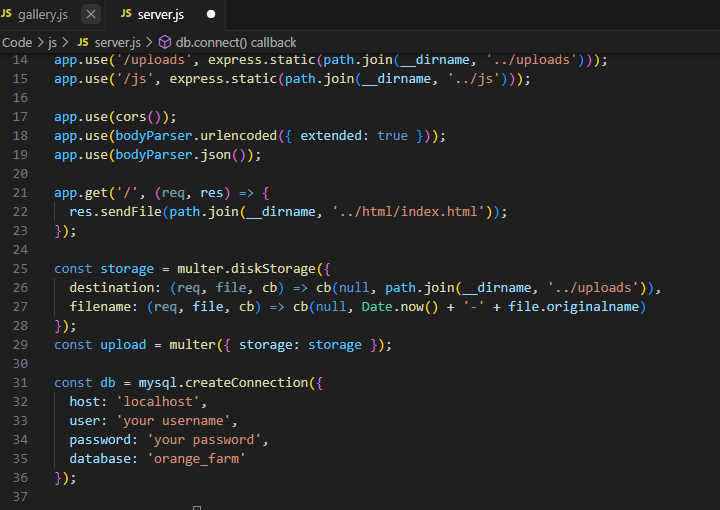 JS gallery.js ×
JS server.js ●
Code > js > JS server.js > db.connect() callback
14 app.use('/uploads', express.static(path.join(__dirname, '../uploads')));
15 app.use('/js', express.static(path.join(__dirname, '../js')));
16
17 app.use(cors());
18 app.use(bodyParser.urlencoded({ extended: true }));
19 app.use(bodyParser.json());
20
21 app.get('/', (req, res) => {
22   res.sendFile(path.join(__dirname, '../html/index.html'));
23 });
24
25 const storage = multer.diskStorage({
26   destination: (req, file, cb) => cb(null, path.join(__dirname, '../uploads')),
27   filename: (req, file, cb) => cb(null, Date.now() + '-' + file.originalname)
28 });
29 const upload = multer({ storage: storage });
30
31 const db = mysql.createConnection({
32   host: 'localhost',
33   user: 'your username',
34   password: 'your password',
35   database: 'orange_farm'
36 });
37